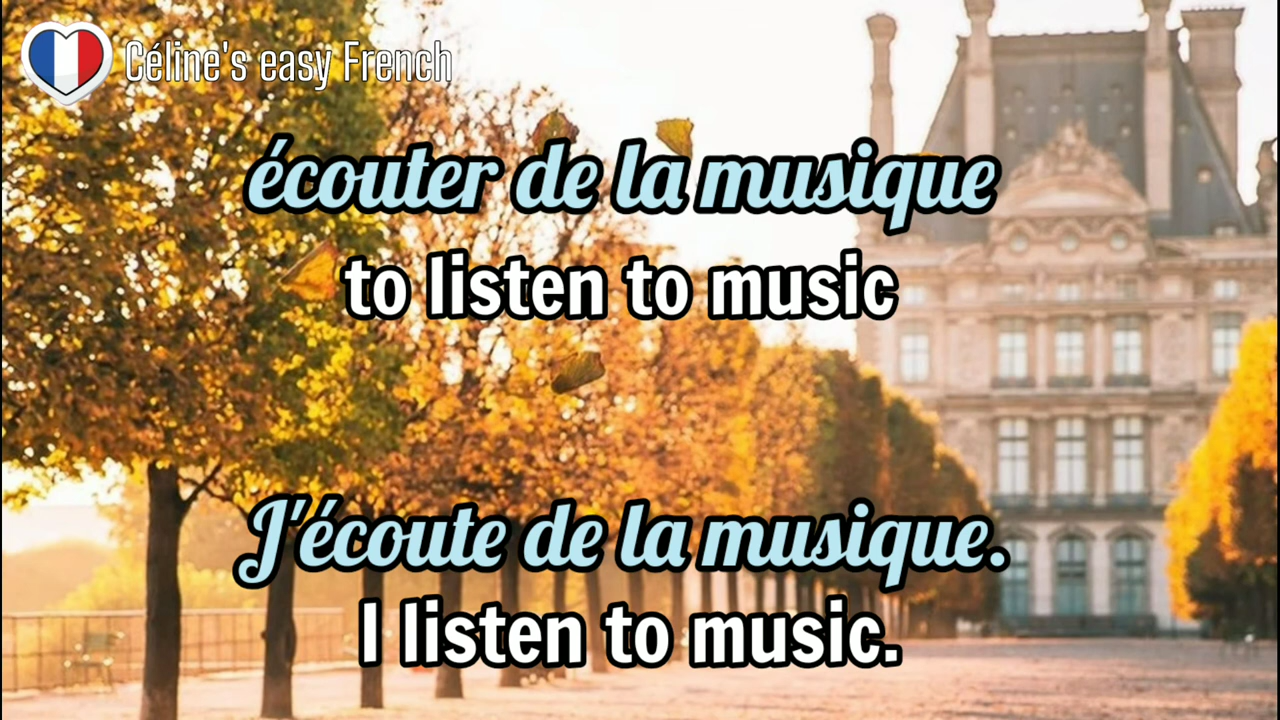 Céline's easy French
écouter de la musique
to listen to music
J'écoute de la musique.
I listen to music.